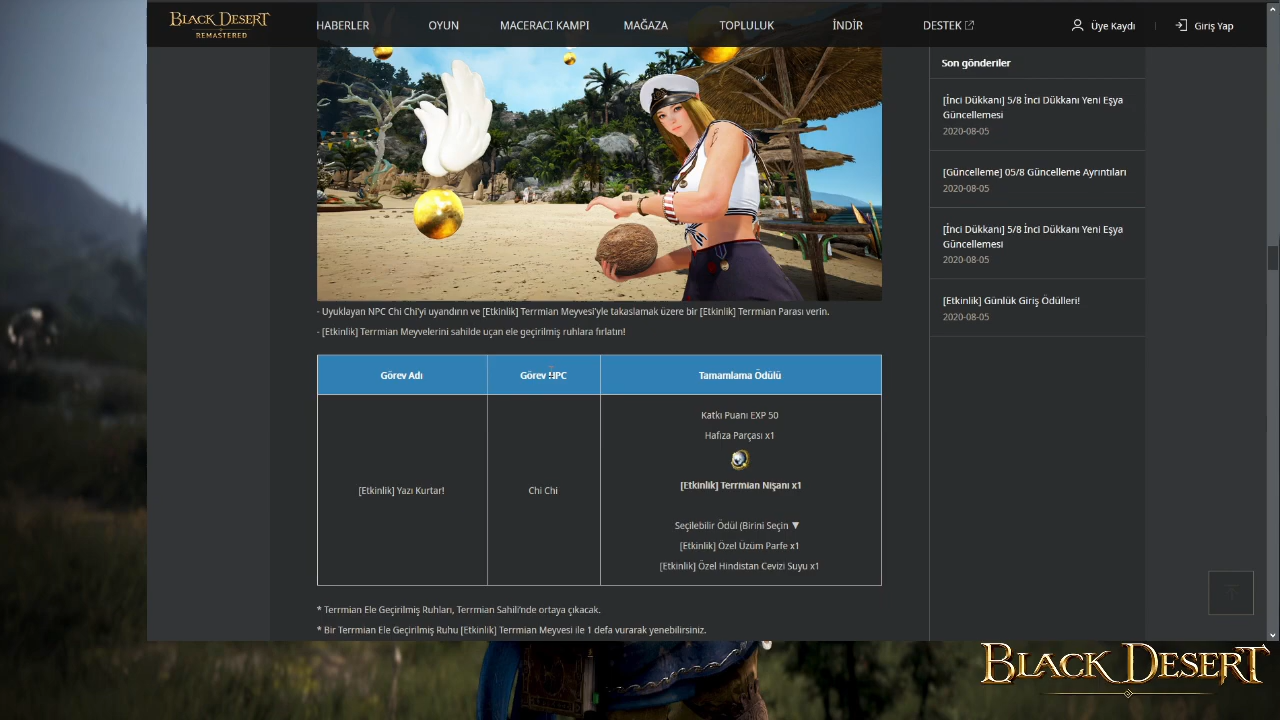 BLACK DESERT
REMASTERED
HABERLER
OYUN
MACERACI KAMPI
MAĞAZA
TOPLULUK
İNDİR
DESTEK
Üye Kaydı
Giriş Yap
- Uyuklayan NPC Chi Chi'yi uyandırın ve [Etkinlik] Terrmian Meyvesi'yle takaslamak üzere bir [Etkinlik] Terrmian Parası verin.
- [Etkinlik] Terrmian Meyvelerini sahilde uçan ele geçirilmiş ruhlara fırlatın!
Görev Adı
Görev NPC
Tamamlama Ödülü
[Etkinlik] Yazı Kurtar!
Chi Chi
Katkı Puanı EXP 50
Hafıza Parçası x1
[Etkinlik] Terrmian Nişanı x1
Seçilebilir Ödül (Birini Seçin ▼
[Etkinlik] Özel Üzüm Parfe x1
[Etkinlik] Özel Hindistan Cevizi Suyu x1
* Terrmian Ele Geçirilmiş Ruhları, Terrmian Sahili'nde ortaya çıkacak.
* Bir Terrmian Ele Geçirilmiş Ruhu [Etkinlik] Terrmian Meyvesi ile 1 defa vurarak yenebilirsiniz.
Son gönderiler
[İnci Dükkanı] 5/8 İnci Dükkanı Yeni Eşya
Güncellemesi
2020-08-05
[Güncelleme] 05/8 Güncelleme Ayrıntıları
2020-08-05
[İnci Dükkanı] 5/8 İnci Dükkanı Yeni Eşya
Güncellemesi
2020-08-05
[Etkinlik] Günlük Giriş Ödülleri!
2020-08-05
BLACK DESERT